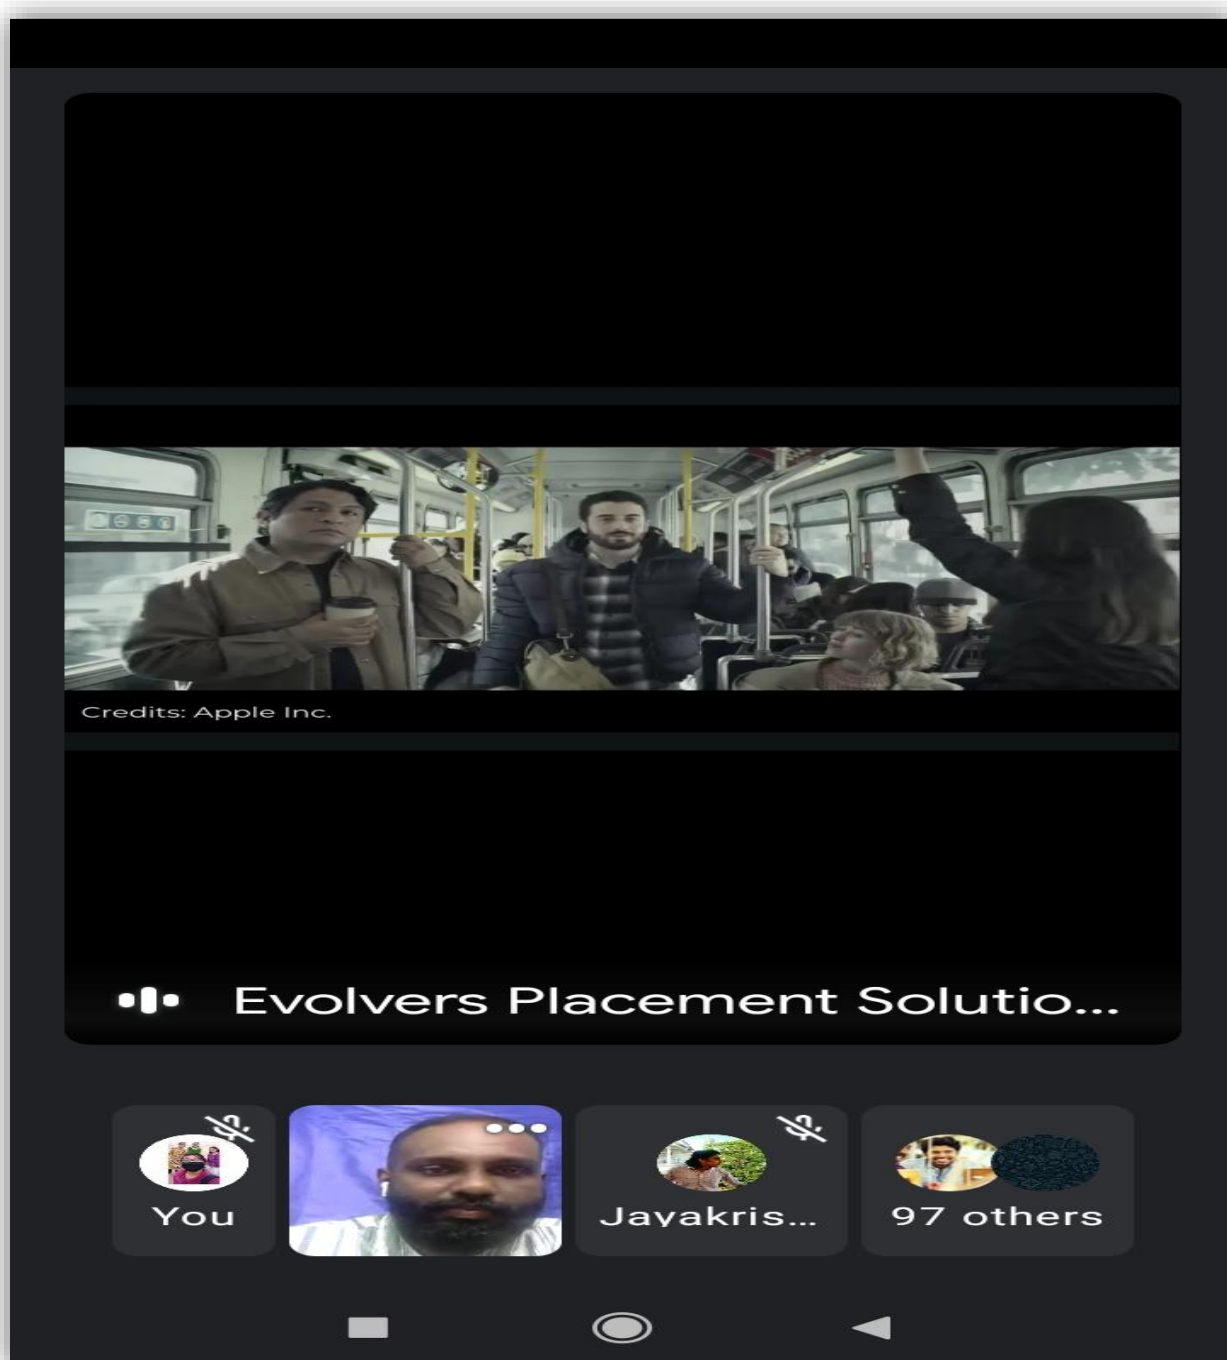 Credits: Apple Inc.
Evolvers Placement Solutio...
You
Jayakris...
97 others